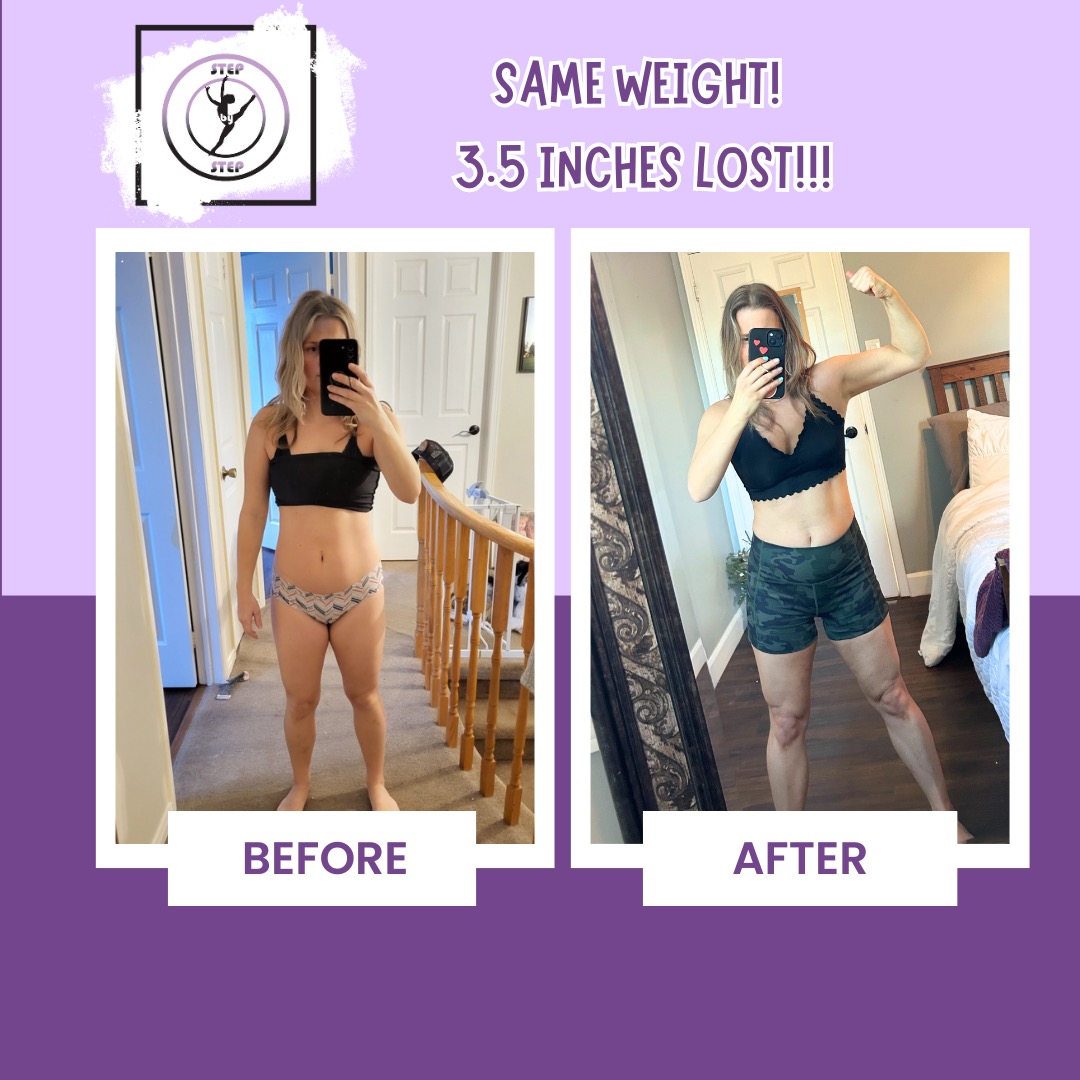 STEP
by
STEP
SAME WEIGHT!
3.5 INCHES LOST!!!
BEFORE
AFTER